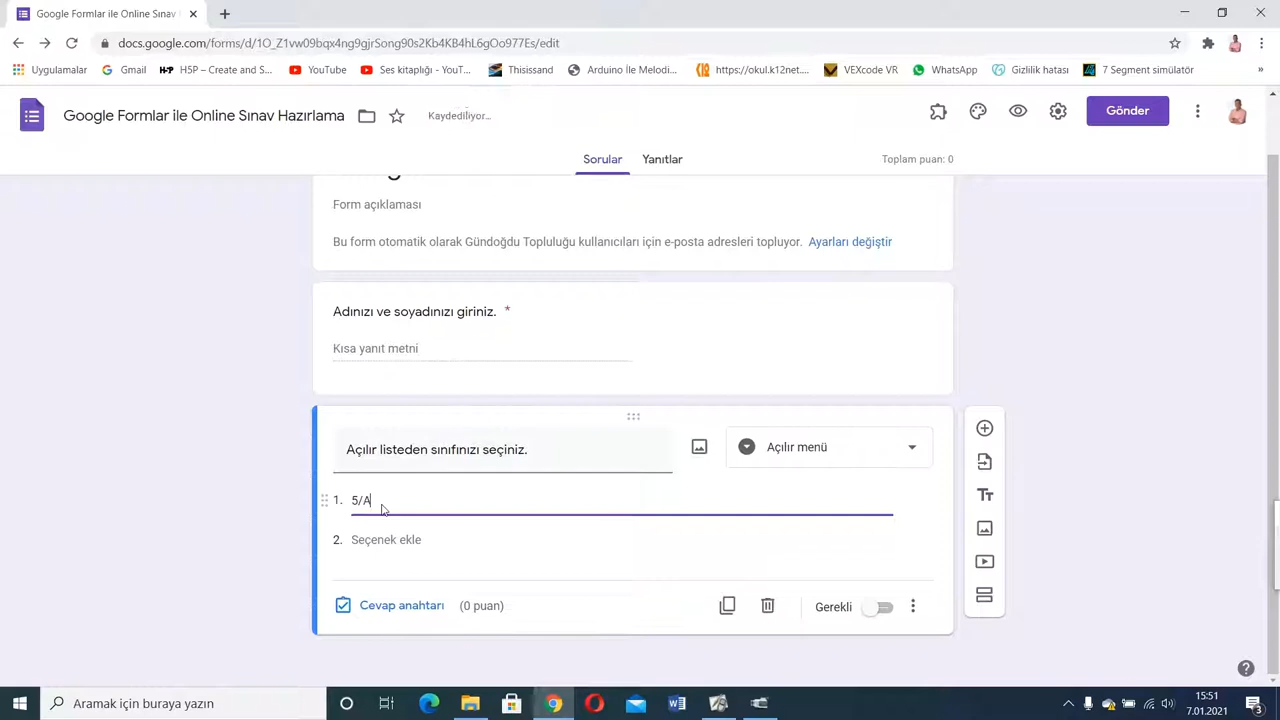 Google Formlar ile Online Sınav
docs.google.com/forms/d/1O_Z1vw09bqx4ng9gjrSong90s2Kb4KB4hL6gOo977Es/edit
Uygulamalar
Gmail
H5P – Create and S...
YouTube
Ses kitaplığı - YouT...
Thisissand
Arduino İle Melodi...
https://okul.k12net....
VEXcode VR
WhatsApp
Gizlilik hatası
7 Segment simülatör
»
Google Formlar ile Online Sınav Hazırlama
Kaydediliyor...
Gönder
Sorular
Yanıtlar
Toplam puan: 0
Form açıklaması
Bu form otomatik olarak Gündoğdu Topluluğu kullanıcıları için e-posta adresleri topluyor. Ayarları değiştir
Adınızı ve soyadınızı giriniz. *
Kısa yanıt metni
Açılır listeden sınıfınızı seçiniz.
Açılır menü
1. 5/A
2. Seçenek ekle
Cevap anahtarı (0 puan)
Gerekli
Aramak için buraya yazın
15:51
7.01.2021
3